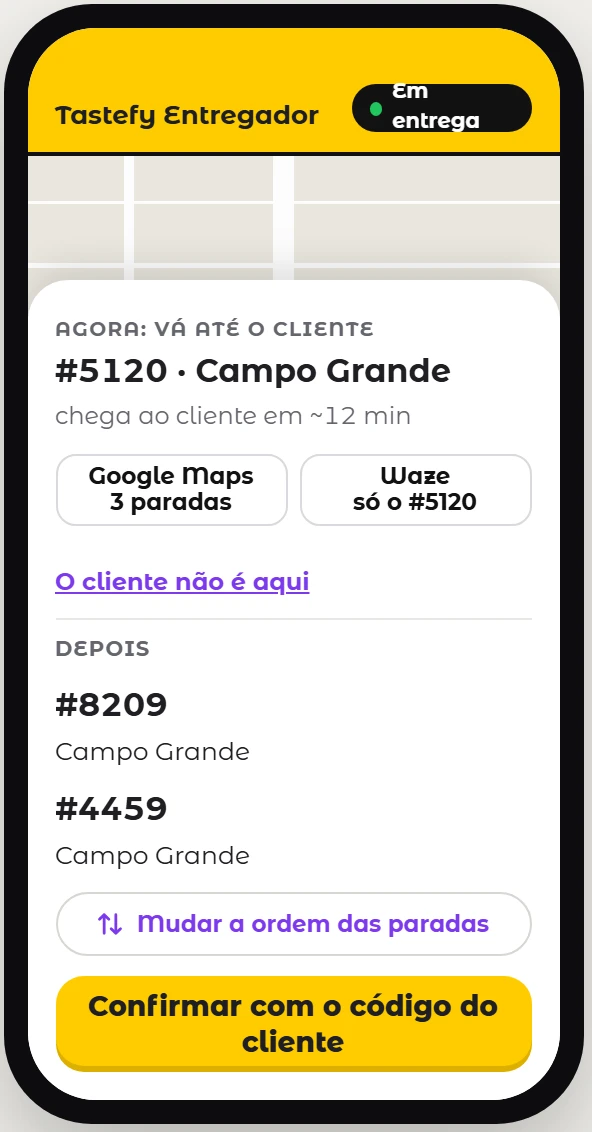 Tastefy Entregador
Em
entrega
AGORA: VÁ ATÉ O CLIENTE
#5120 · Campo Grande
chega ao cliente em ~12 min
Google Maps
3 paradas
Waze
só o #5120
O cliente não é aqui
DEPOIS
#8209
Campo Grande
#4459
Campo Grande
Mudar a ordem das paradas
Confirmar com o código do
cliente